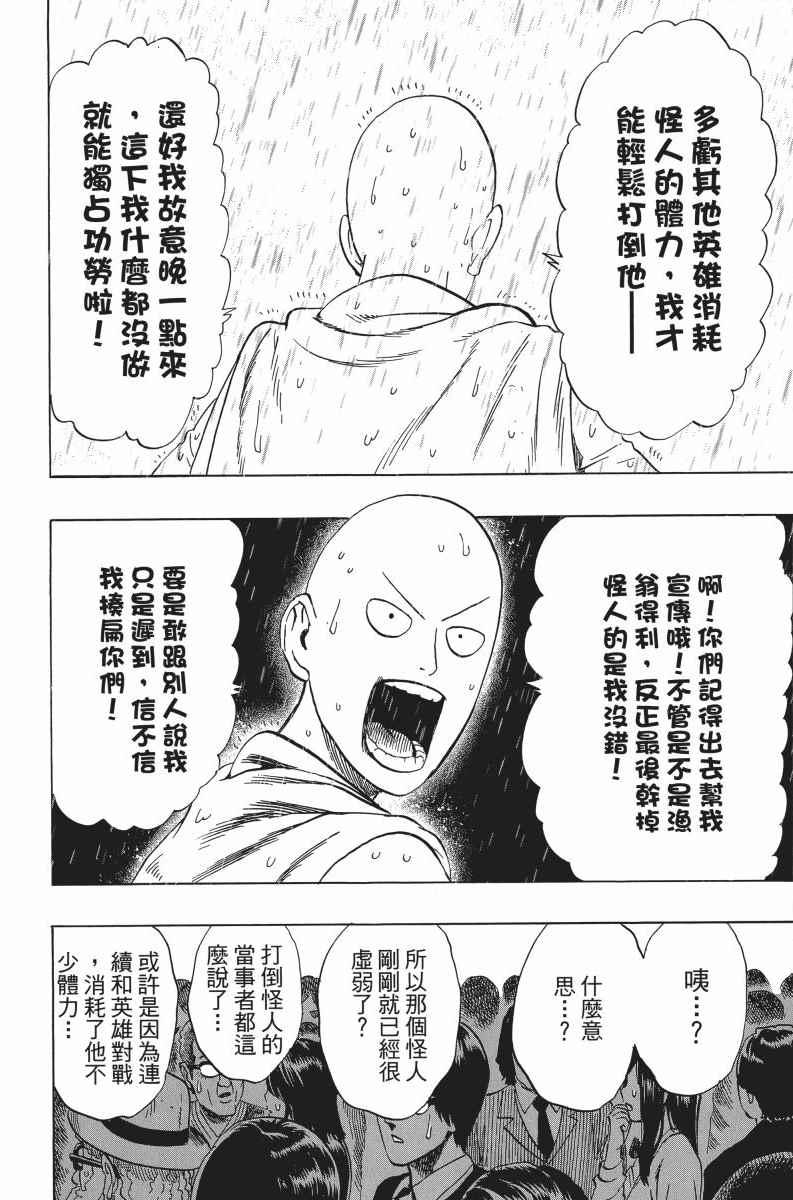 多虧其他英雄消耗
怪人的體力，我才
能輕鬆打倒他——
還好我故意晚一點來
，這下我什麼都沒做
就能獨占功勞啦！
啊！你們記得出去幫我
宣傳哦！不管是不是漁
翁得利，反正最後幹掉
怪人的是我沒錯！
要是敢跟別人說我
只是遲到，信不信
我揍扁你們！
咦…？
什麼意
思…？
所以那個怪人
剛剛就已經很
虛弱了？
打倒怪人的
當事者都這
麼說了…
或許是因為連
續和英雄對戰
，消耗了他不
少體力…